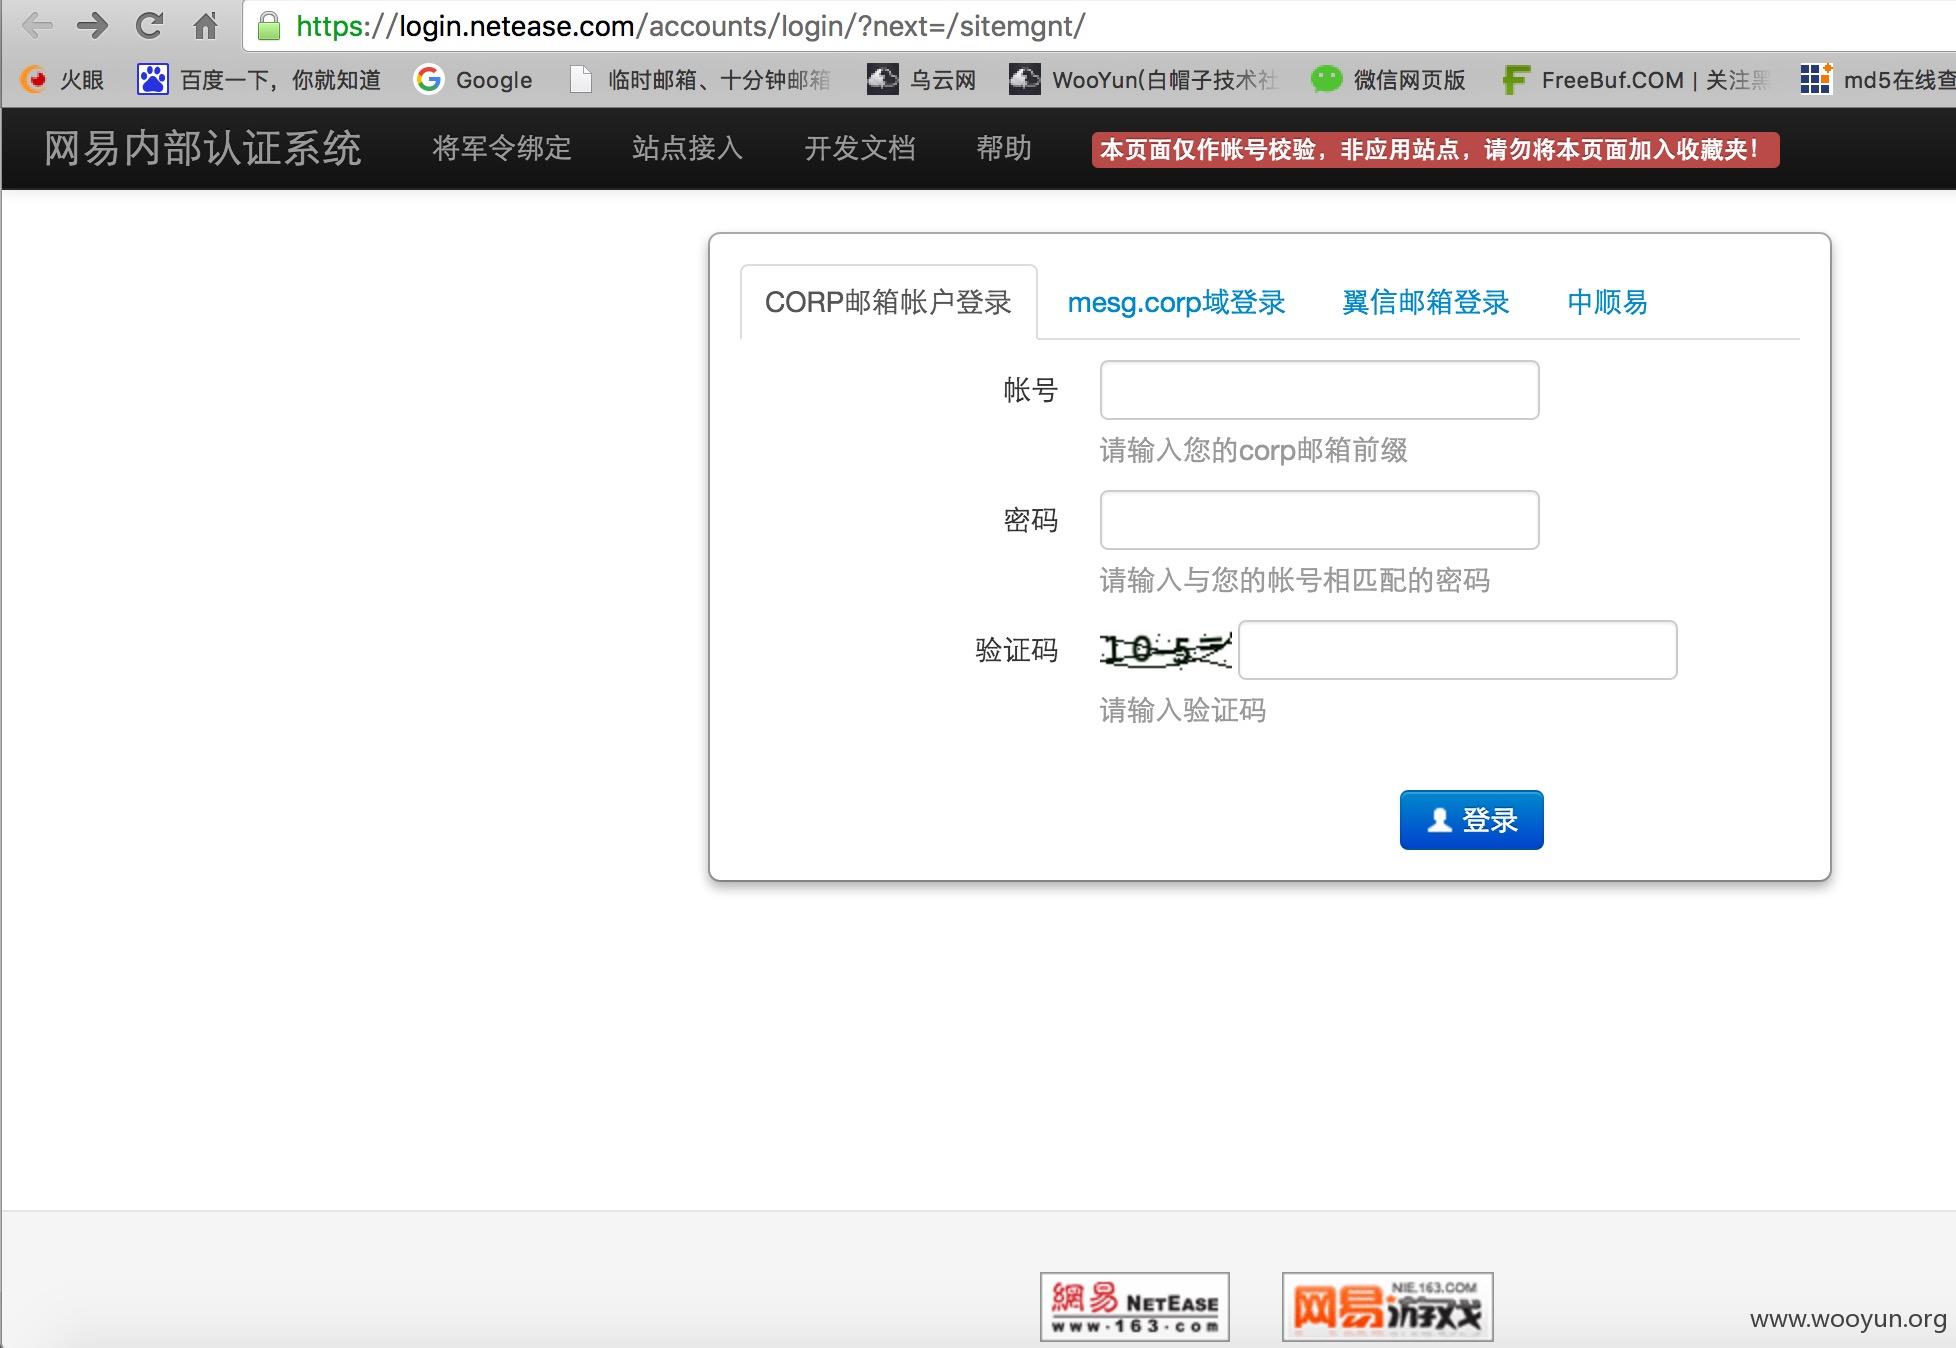 https://login.netease.com/accounts/login/?next=/sitemgnt/
火眼 百度一下，你就知道 Google 临时邮箱、十分钟邮箱 乌云网 WooYun(白帽子技术社 微信网页版 FreeBuf.COM | 关注黑 md5在线查
网易内部认证系统 将军令绑定 站点接入 开发文档 帮助 本页面仅作帐号校验，非应用站点，请勿将本页面加入收藏夹！
CORP邮箱帐户登录 mesg.corp域登录 翼信邮箱登录 中顺易
帐号
请输入您的corp邮箱前缀
密码
请输入与您的帐号相匹配的密码
验证码 10-5=
请输入验证码
登录
網易 NETEASE
www.163.com
NIE.163.COM
网易游戏
www.wooyun.org